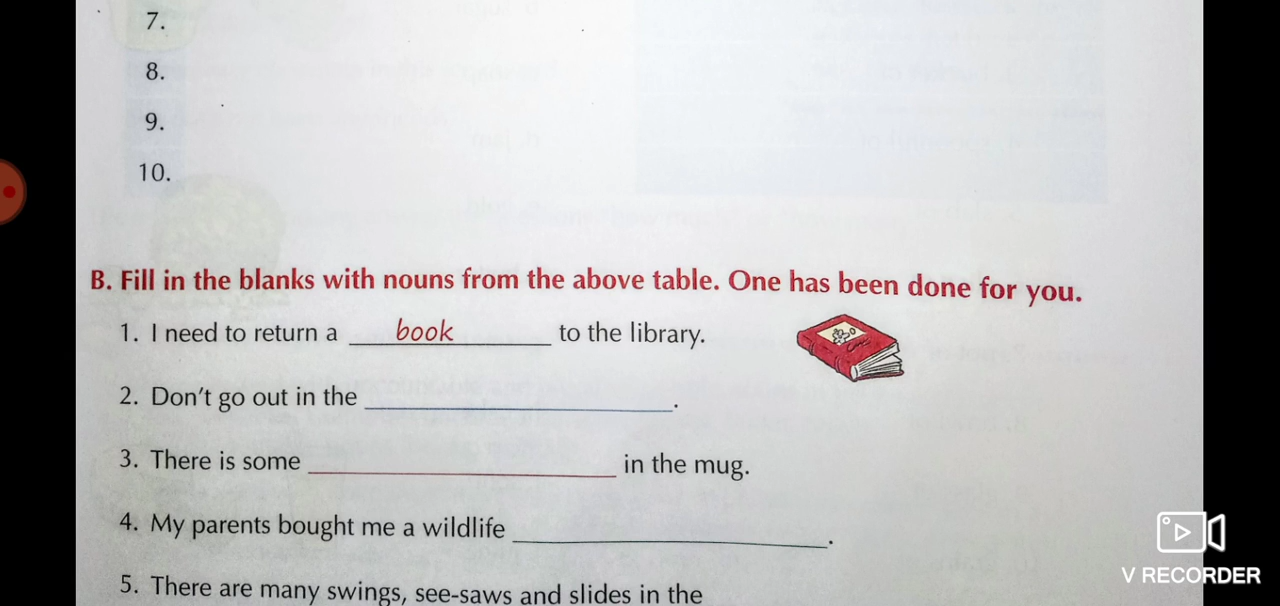 7.
8.
9.
10.
B. Fill in the blanks with nouns from the above table. One has been done for you.
1. I need to return a book to the library.
2. Don't go out in the ____________.
3. There is some ____________ in the mug.
4. My parents bought me a wildlife ____________.
5. There are many swings, see-saws and slides in the
V RECORDER